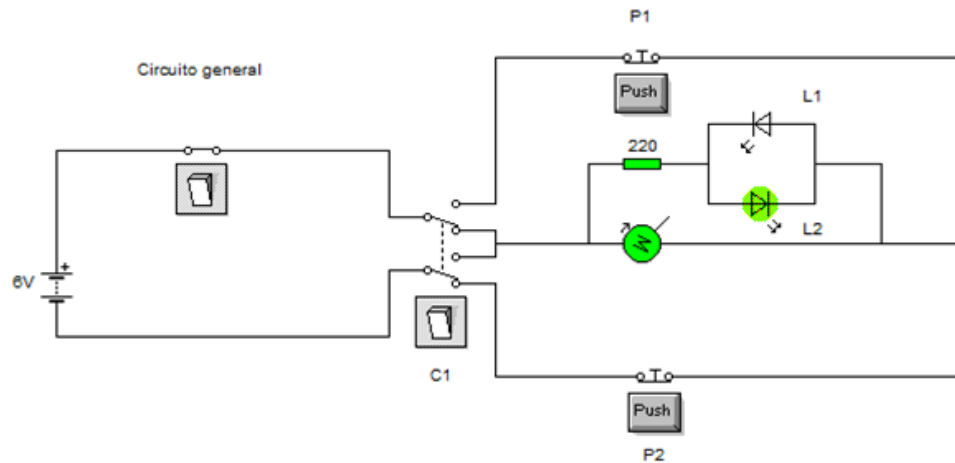 P1
Circuito general
Push
L1
220
L2
M
+
6V
C1
Push
P2